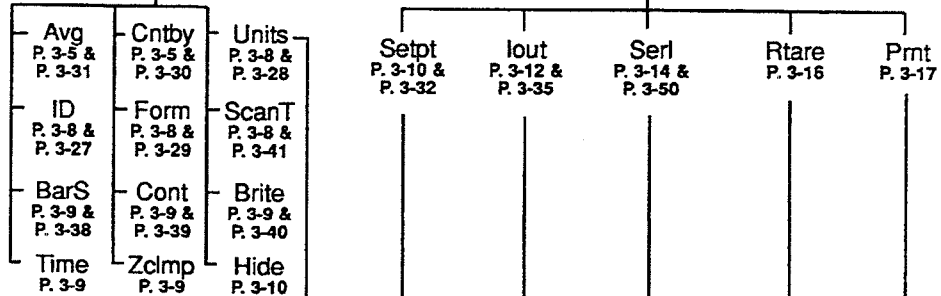 Avg
P. 3-5 &
P. 3-31
Cntby
P. 3-5 &
P. 3-30
Units
P. 3-8 &
P. 3-28
ID
P. 3-8 &
P. 3-27
Form
P. 3-8 &
P. 3-29
ScanT
P. 3-8 &
P. 3-41
BarS
P. 3-9 &
P. 3-38
Cont
P. 3-9 &
P. 3-39
Brite
P. 3-9 &
P. 3-40
Time
P. 3-9
Zclmp
P. 3-9
Hide
P. 3-10
Setpt
P. 3-10 &
P. 3-32
Iout
P. 3-12 &
P. 3-35
Serl
P. 3-14 &
P. 3-50
Rtare
P. 3-16
Prnt
P. 3-17